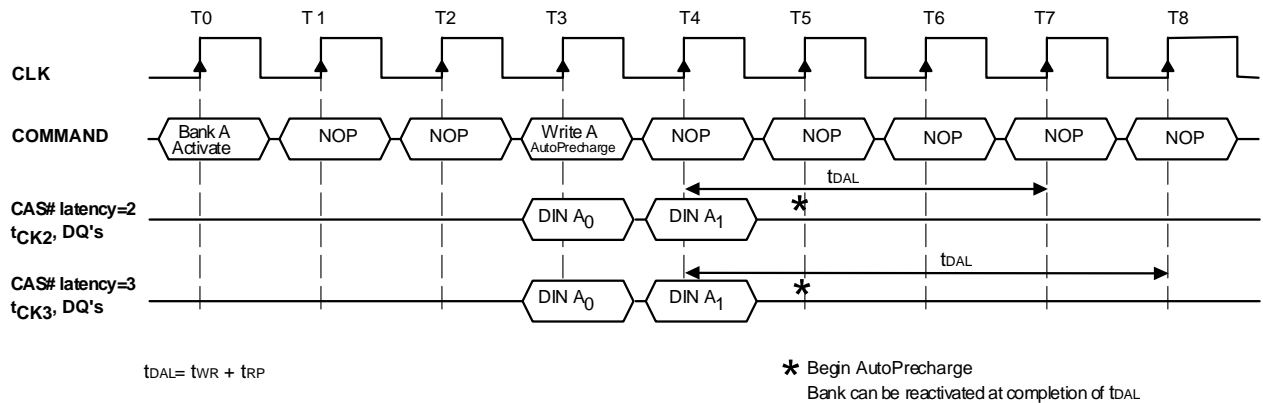 T0 T1 T2 T3 T4 T5 T6 T7 T8
CLK
COMMAND
Bank A Activate NOP NOP Write A AutoPrecharge NOP NOP NOP NOP NOP
tDAL
CAS# latency=2
tCK2, DQ's
DIN A0 DIN A1 *
tDAL
CAS# latency=3
tCK3, DQ's
DIN A0 DIN A1 *
tDAL= tWR + tRP
* Begin AutoPrecharge
Bank can be reactivated at completion of tDAL